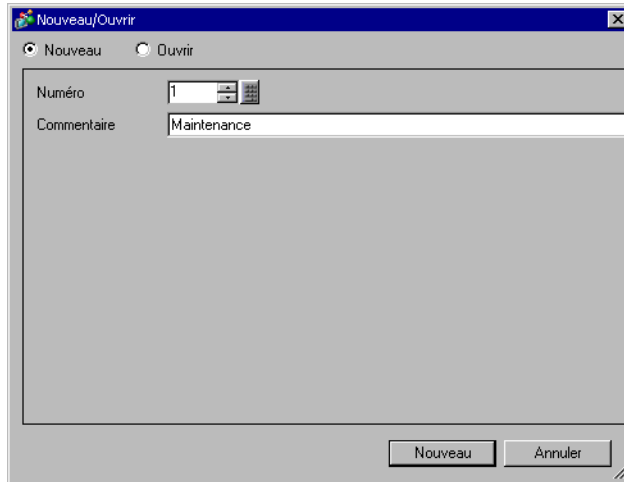 Nouveau/Ouvrir
Nouveau Ouvrir
Numéro 1
Commentaire Maintenance
Nouveau Annuler